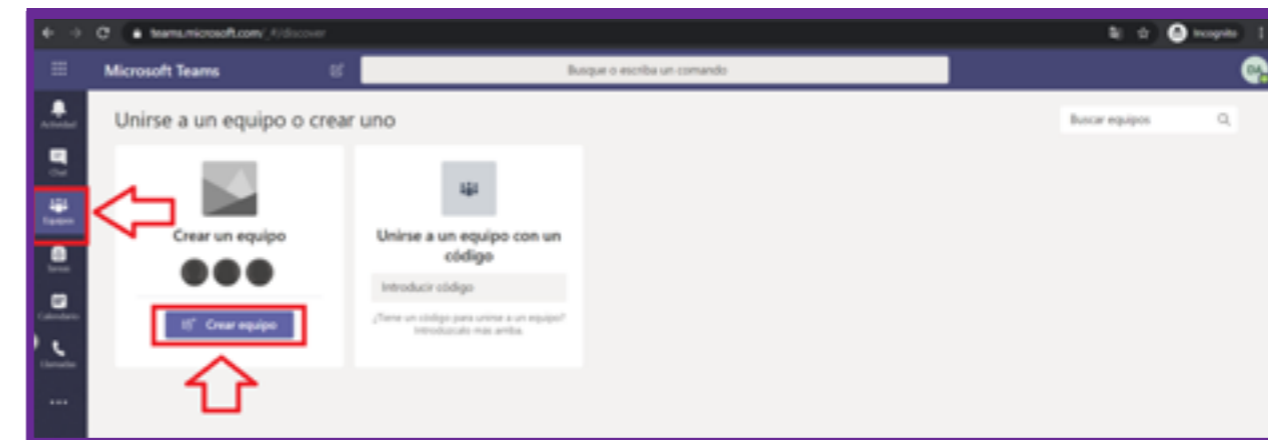 teams.microsoft.com/_#/discover
Incognito
Microsoft Teams
Busque o escriba un comando
DA
Actividad
Chat
Equipos
Tareas
Calendario
Llamadas
Unirse a un equipo o crear uno
Buscar equipos
Crear un equipo
Crear equipo
Unirse a un equipo con un
código
Introducir código
¿Tiene un código para unirse a un equipo?
Introdúzcalo más arriba.